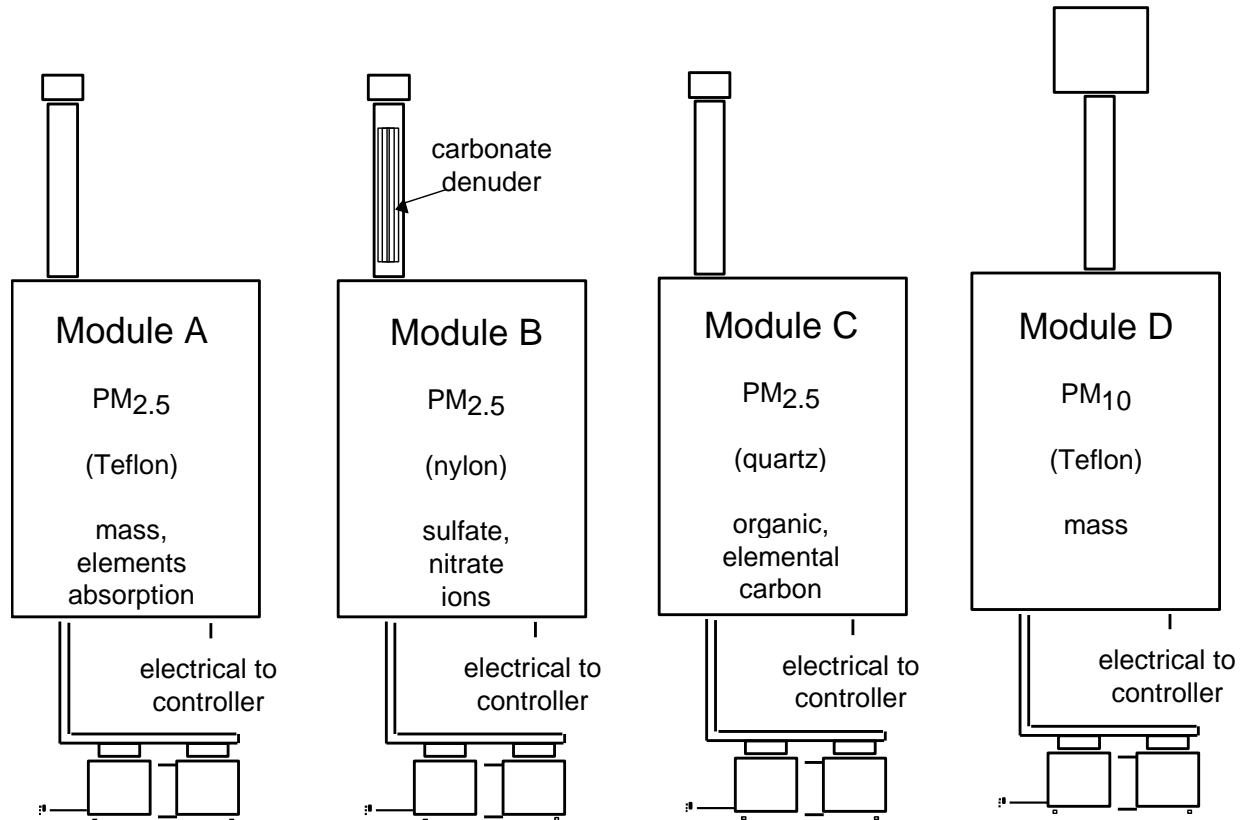 carbonate
denuder
Module A
PM2.5
(Teflon)
mass,
elements
absorption
electrical to
controller
Module B
PM2.5
(nylon)
sulfate,
nitrate
ions
electrical to
controller
Module C
PM2.5
(quartz)
organic,
elemental
carbon
electrical to
controller
Module D
PM10
(Teflon)
mass
electrical to
controller